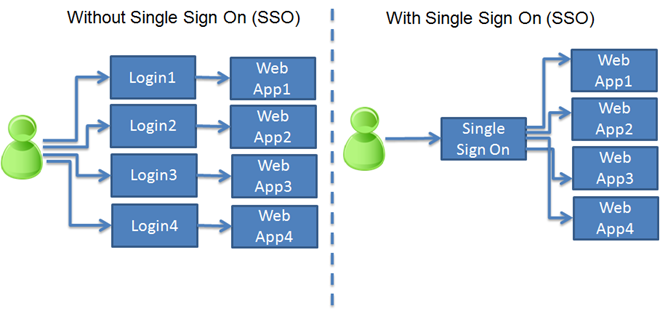 Without Single Sign On (SSO)
Login1
Web
App1
Login2
Web
App2
Login3
Web
App3
Login4
Web
App4
With Single Sign On (SSO)
Single
Sign On
Web
App1
Web
App2
Web
App3
Web
App4